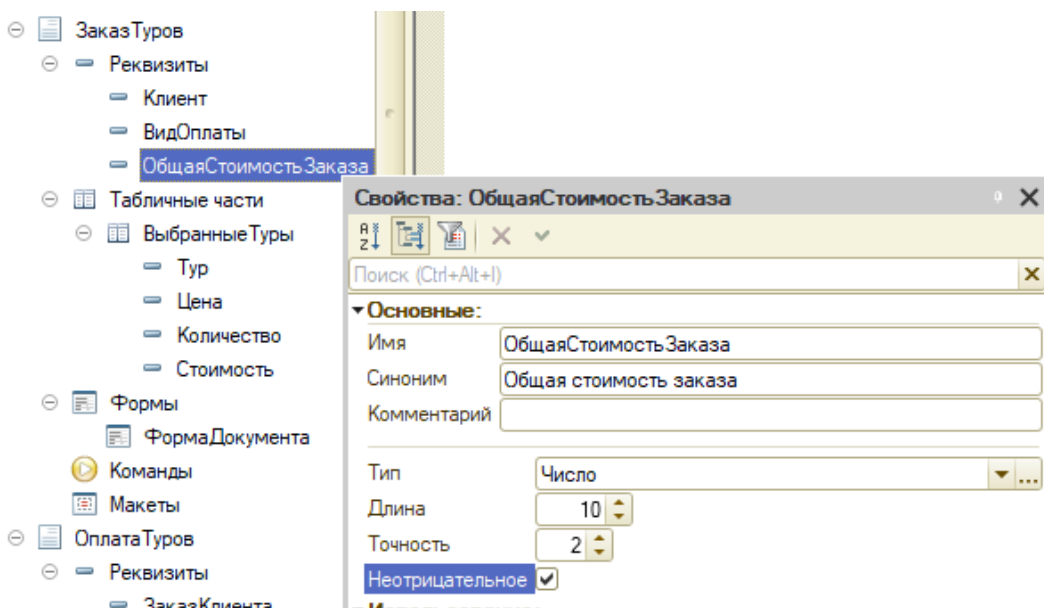 ЗаказТуров
Реквизиты
Клиент
ВидОплаты
ОбщаяСтоимостьЗаказа
Табличные части
ВыбранныеТуры
Тур
Цена
Количество
Стоимость
Формы
ФормаДокумента
Команды
Макеты
ОплатаТуров
Реквизиты
ЗаказКлиента
Свойства: ОбщаяСтоимостьЗаказа
Поиск (Ctrl+Alt+I)
Основные:
Имя ОбщаяСтоимостьЗаказа
Синоним Общая стоимость заказа
Комментарий
Тип Число
Длина 10
Точность 2
Неотрицательное